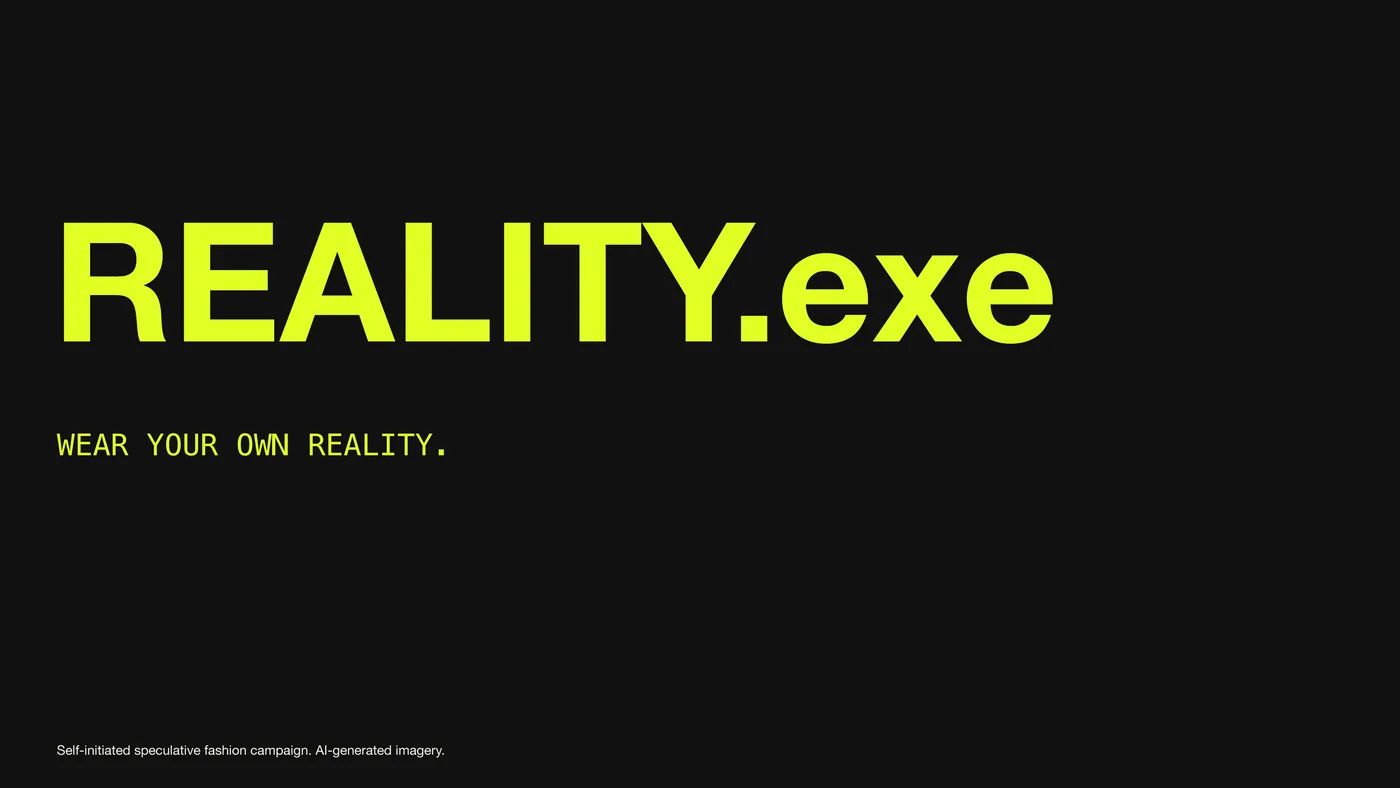 REALITY.exe
WEAR YOUR OWN REALITY.
Self-initiated speculative fashion campaign. AI-generated imagery.